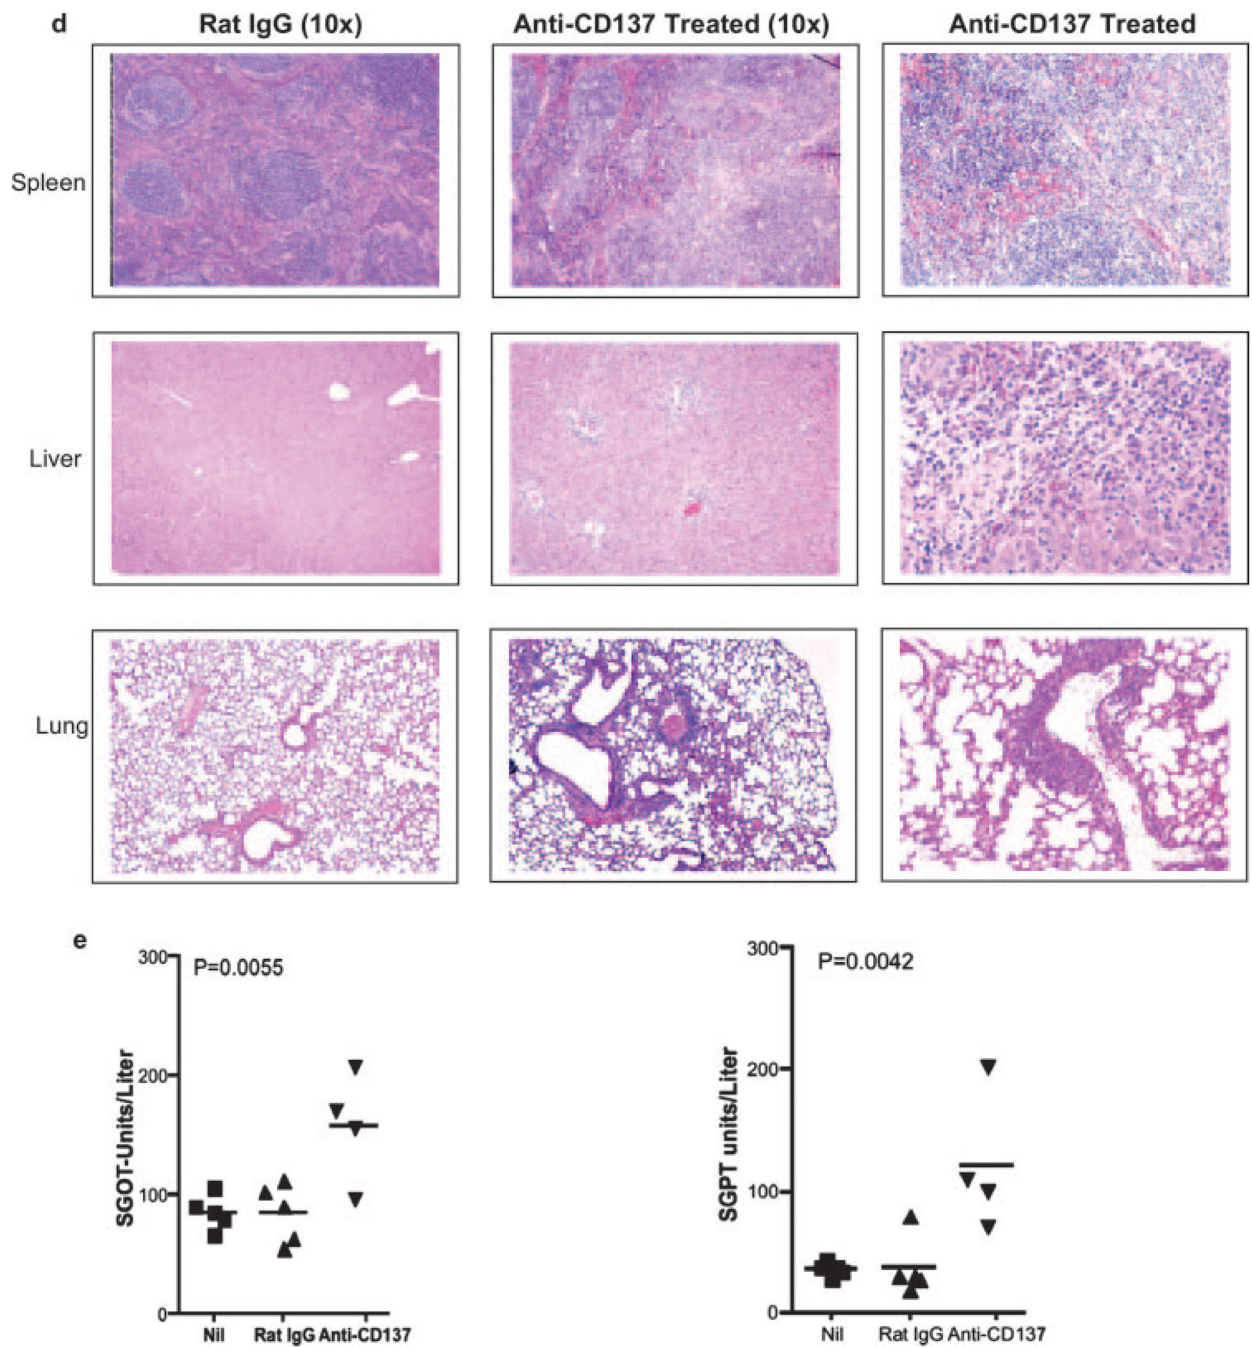 d
Rat IgG (10x)
Anti-CD137 Treated (10x)
Anti-CD137 Treated
Spleen
Liver
Lung
e
300
200
100
0
P=0.0055
SGOT-Units/Liter
Nil
Rat IgG
Anti-CD137
300
200
100
0
P=0.0042
SGPT units/Liter
Nil
Rat IgG
Anti-CD137